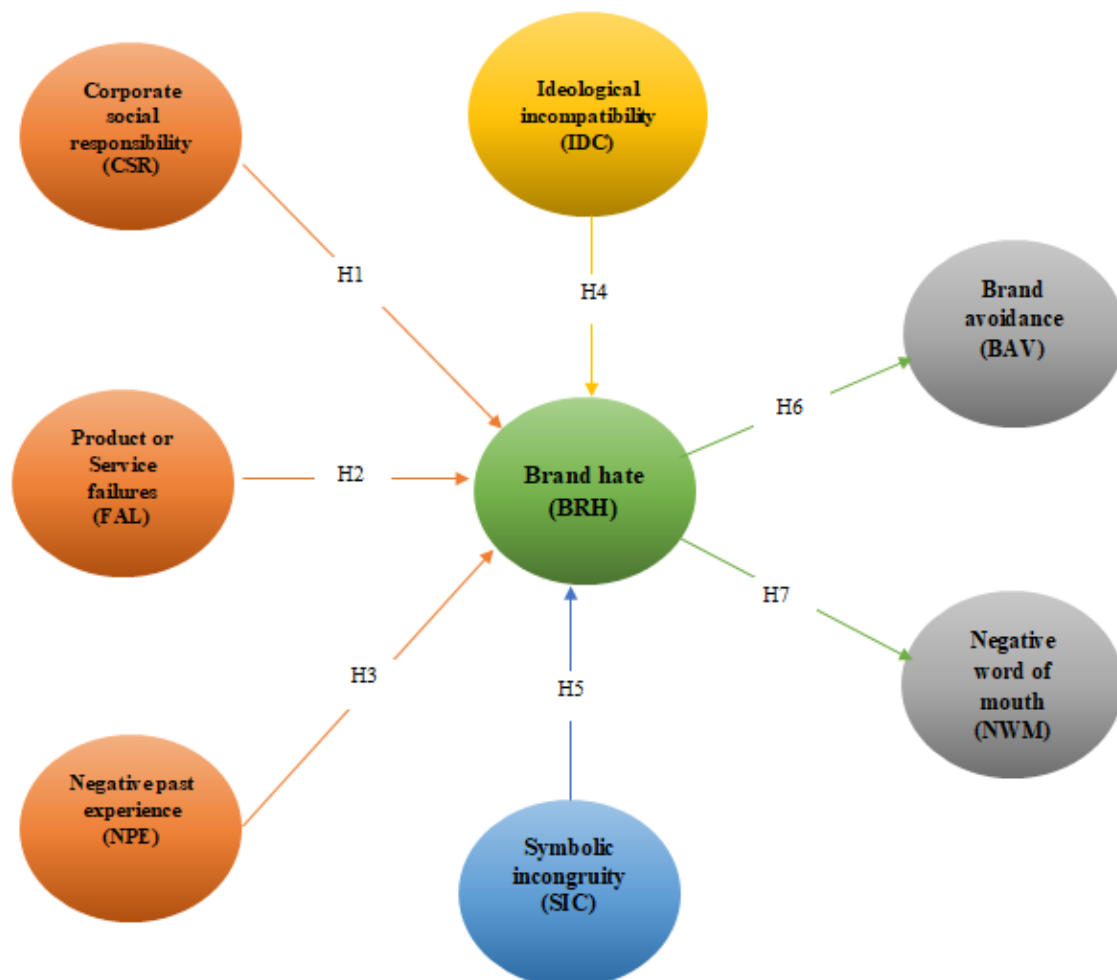 Corporate
social
responsibility
(CSR)
Ideological
incompatibility
(IDC)
H1
H4
Brand
avoidance
(BAV)
H6
Product or
Service
failures
(FAL)
H2
Brand hate
(BRH)
H7
H3
H5
Negative
word of
mouth
(NWM)
Negative past
experience
(NPE)
Symbolic
incongruity
(SIC)